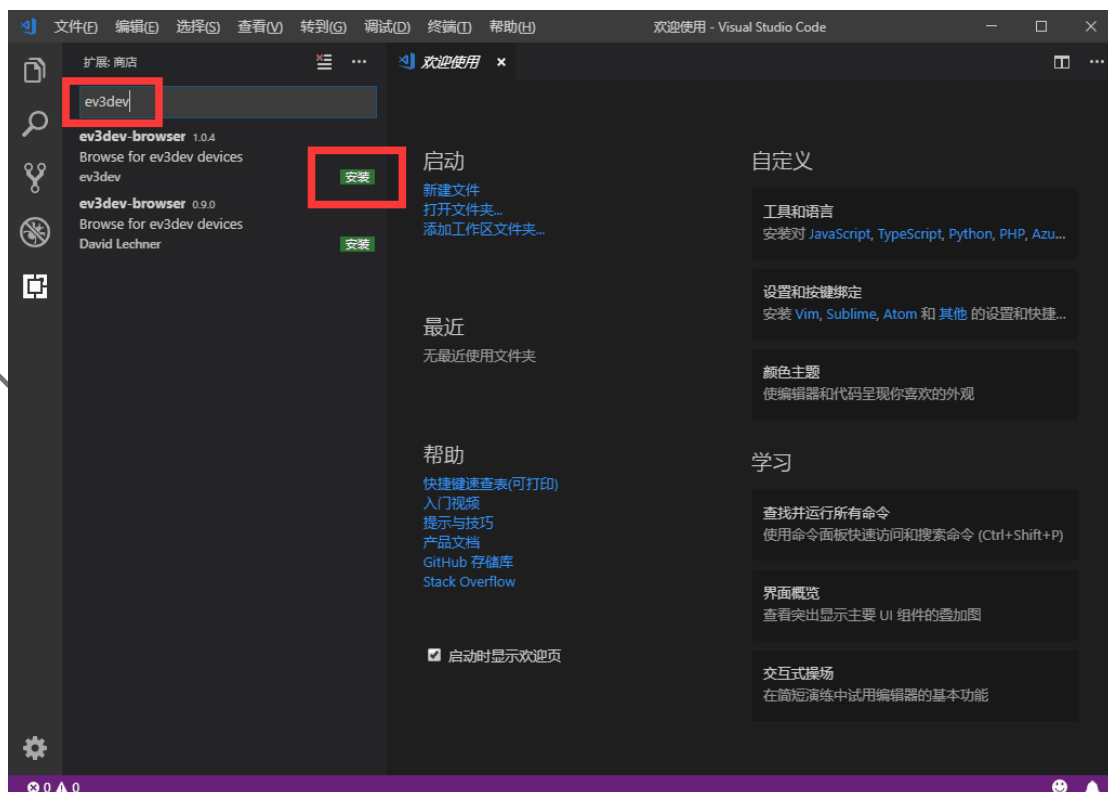 文件(F) 编辑(E) 选择(S) 查看(V) 转到(G) 调试(D) 终端(T) 帮助(H) 欢迎使用 - Visual Studio Code
扩展: 商店
欢迎使用
ev3dev
ev3dev-browser 1.0.4
Browse for ev3dev devices
ev3dev 安装
ev3dev-browser 0.9.0
Browse for ev3dev devices
David Lechner 安装
启动
新建文件
打开文件夹...
添加工作区文件夹...
最近
无最近使用文件夹
帮助
快捷键速查表(可打印)
入门视频
提示与技巧
产品文档
GitHub 存储库
Stack Overflow
启动时显示欢迎页
自定义
工具和语言
安装对 JavaScript, TypeScript, Python, PHP, Azu...
设置和按键绑定
安装 Vim, Sublime, Atom 和 其他 的设置和快捷...
颜色主题
使编辑器和代码呈现你喜欢的外观
学习
查找并运行所有命令
使用命令面板快速访问和搜索命令 (Ctrl+Shift+P)
界面概览
查看突出显示主要 UI 组件的叠加图
交互式操场
在简短演练中试用编辑器的基本功能
0 0